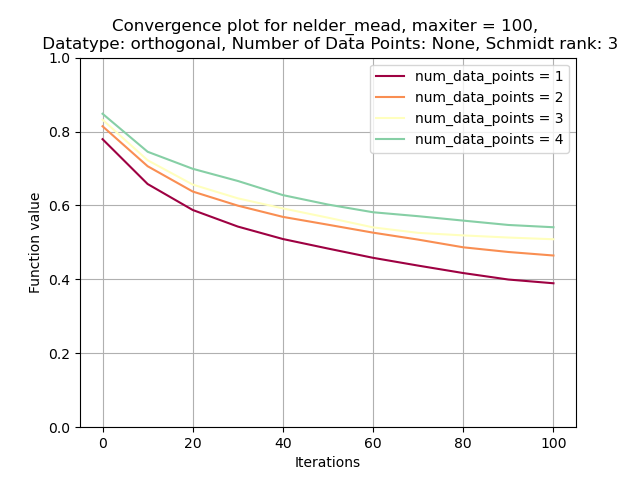 Convergence plot for nelder_mead, maxiter = 100,
Datatype: orthogonal, Number of Data Points: None, Schmidt rank: 3
1.0
0.8
0.6
0.4
0.2
0.0
Function value
num_data_points = 1
num_data_points = 2
num_data_points = 3
num_data_points = 4
0 20 40 60 80 100
Iterations